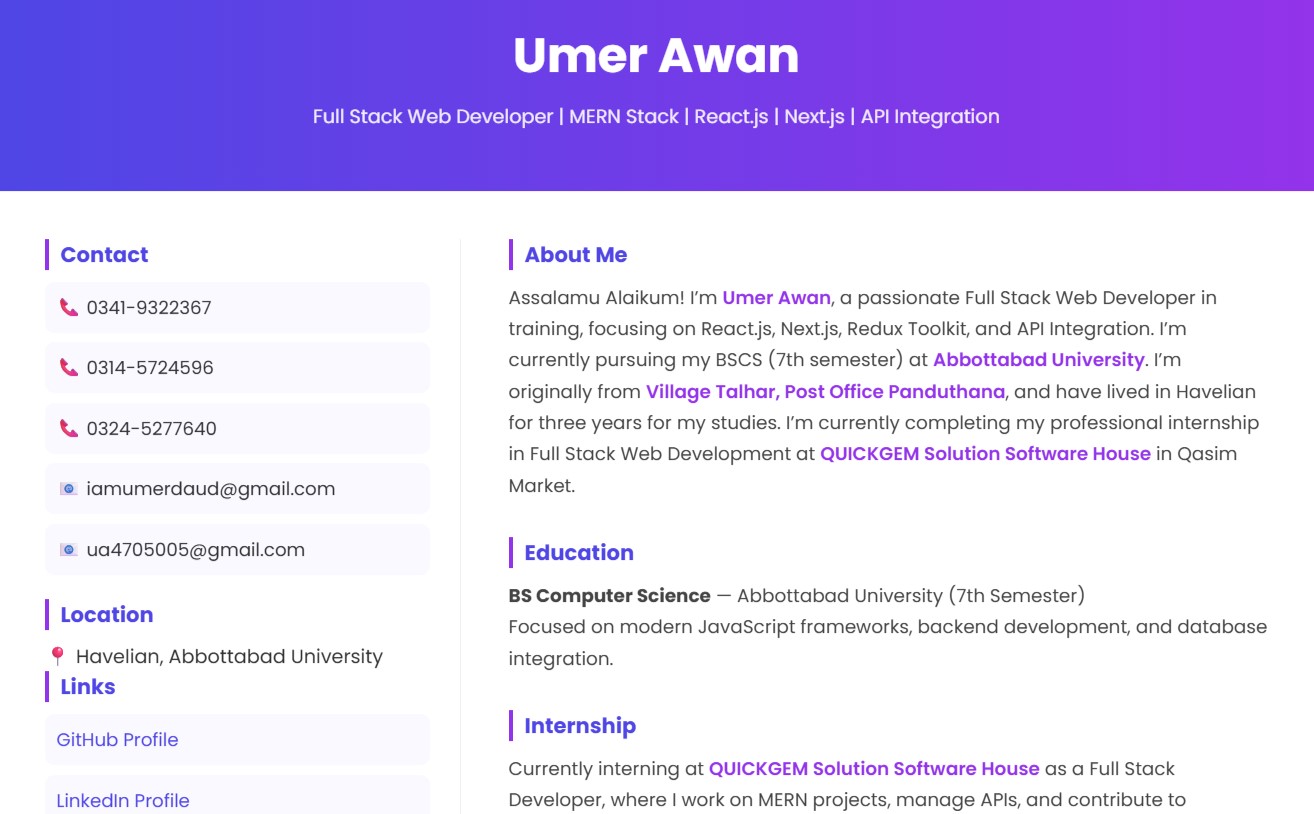 Umer Awan
Full Stack Web Developer | MERN Stack | React.js | Next.js | API Integration
Contact
0341-9322367
0314-5724596
0324-5277640
iamumerdaud@gmail.com
ua4705005@gmail.com
Location
Havelian, Abbottabad University
Links
GitHub Profile
LinkedIn Profile
About Me
Assalamu Alaikum! I’m Umer Awan, a passionate Full Stack Web Developer in
training, focusing on React.js, Next.js, Redux Toolkit, and API Integration. I’m
currently pursuing my BSCS (7th semester) at Abbottabad University. I’m
originally from Village Talhar, Post Office Panduthana, and have lived in Havelian
for three years for my studies. I’m currently completing my professional internship
in Full Stack Web Development at QUICKGEM Solution Software House in Qasim
Market.
Education
BS Computer Science — Abbottabad University (7th Semester)
Focused on modern JavaScript frameworks, backend development, and database
integration.
Internship
Currently interning at QUICKGEM Solution Software House as a Full Stack
Developer, where I work on MERN projects, manage APIs, and contribute to